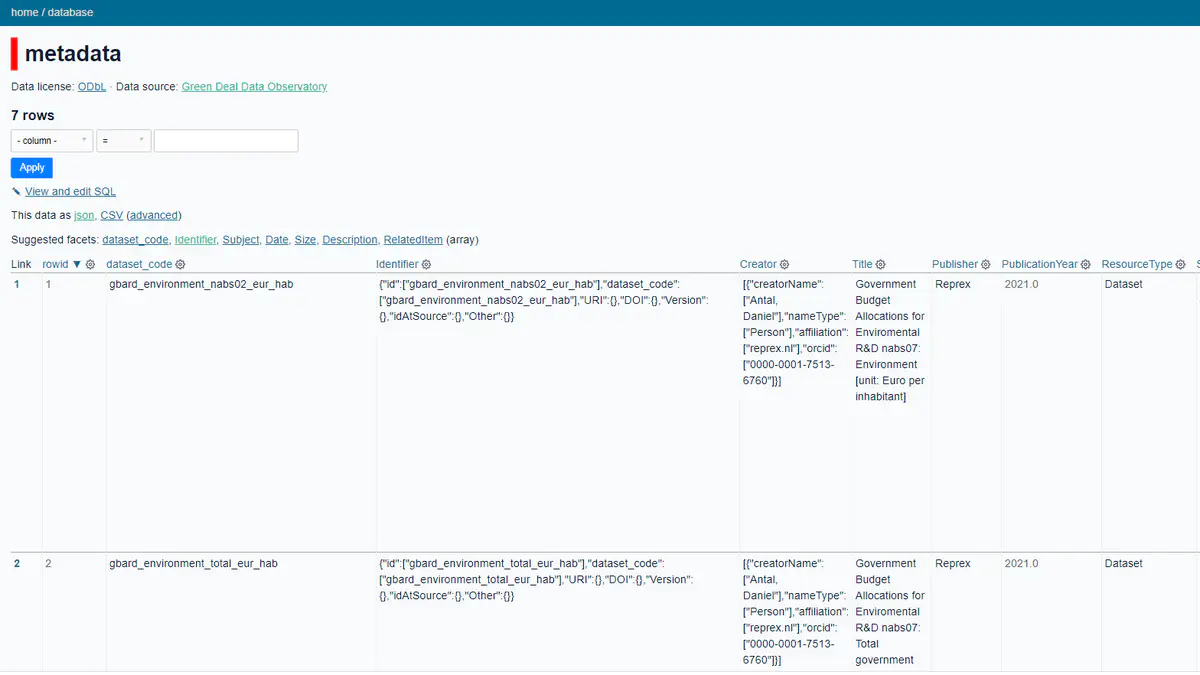 home / database
metadata
Data license: ODbL · Data source: Green Deal Data Observatory
7 rows
- column - =
Apply
View and edit SQL
This data as json, CSV (advanced)
Suggested facets: dataset_code, Identifier, Subject, Date, Size, Description, RelatedItem (array)
Link rowid ▼ dataset_code Identifier Creator Title Publisher PublicationYear ResourceType
1 1 gbard_environment_nabs02_eur_hab {"id":["gbard_environment_nabs02_eur_hab"],"dataset_code": [{"creatorName": Government Reprex 2021.0 Dataset
["gbard_environment_nabs02_eur_hab"],"URI":{},"DOI":{},"Version": ["Antal, Budget
{},"idAtSource":{},"Other":{}} Daniel"],"nameType": Allocations for
["Person"],"affiliation": Enviromental
["reprex.nl"],"orcid": R&D nabs07:
["0000-0001-7513- Environment
6760"]}] [unit: Euro per
inhabitant]
2 2 gbard_environment_total_eur_hab {"id":["gbard_environment_total_eur_hab"],"dataset_code": [{"creatorName": Government Reprex 2021.0 Dataset
["gbard_environment_total_eur_hab"],"URI":{},"DOI":{},"Version": ["Antal, Budget
{},"idAtSource":{},"Other":{}} Daniel"],"nameType": Allocations for
["Person"],"affiliation": Enviromental
["reprex.nl"],"orcid": R&D nabs07:
["0000-0001-7513- Total
6760"]}] government